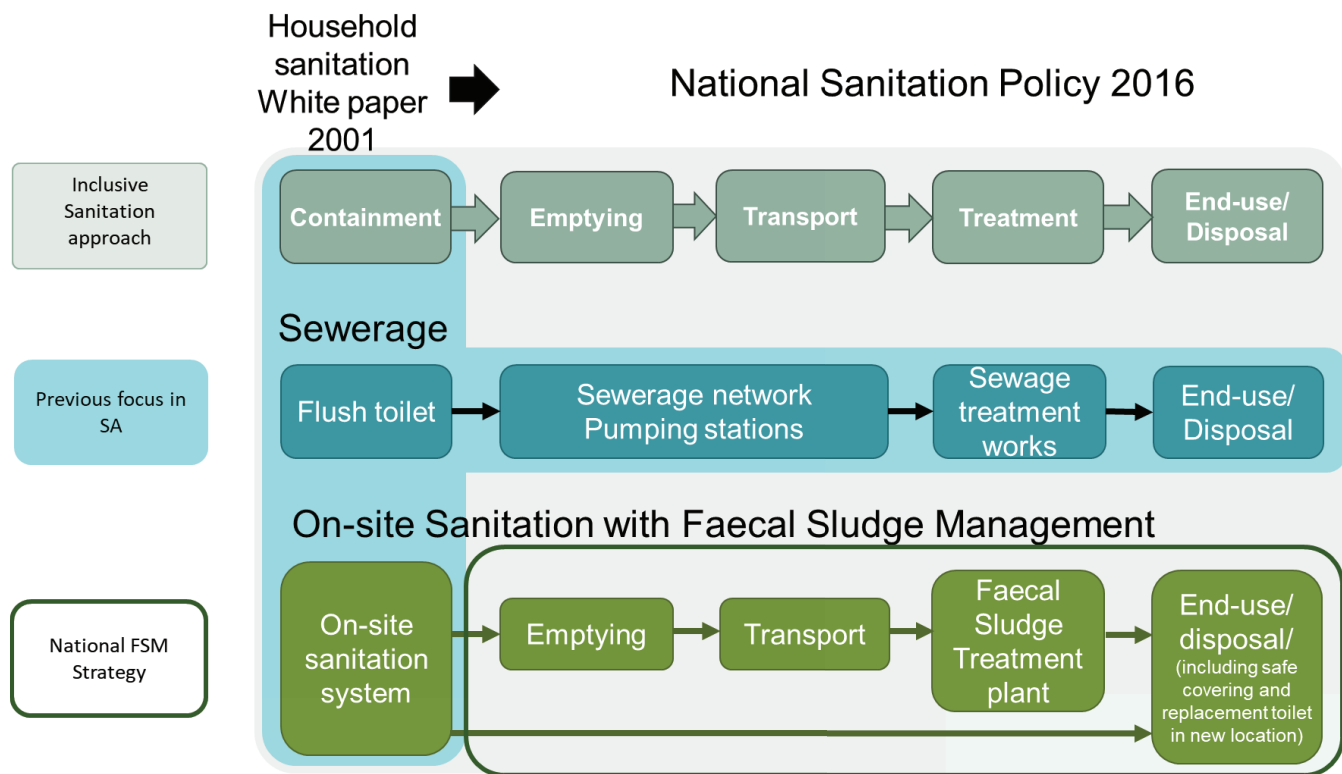 Household
sanitation
White paper
2001
National Sanitation Policy 2016
Inclusive
Sanitation
approach
Containment
Emptying
Transport
Treatment
End-use/
Disposal
Sewerage
Previous focus in
SA
Flush toilet
Sewerage network
Pumping stations
Sewage
treatment
works
End-use/
Disposal
On-site Sanitation with Faecal Sludge Management
National FSM
Strategy
On-site
sanitation
system
Emptying
Transport
Faecal
Sludge
Treatment
plant
End-use/
disposal/
(including safe
covering and
replacement toilet
in new location)